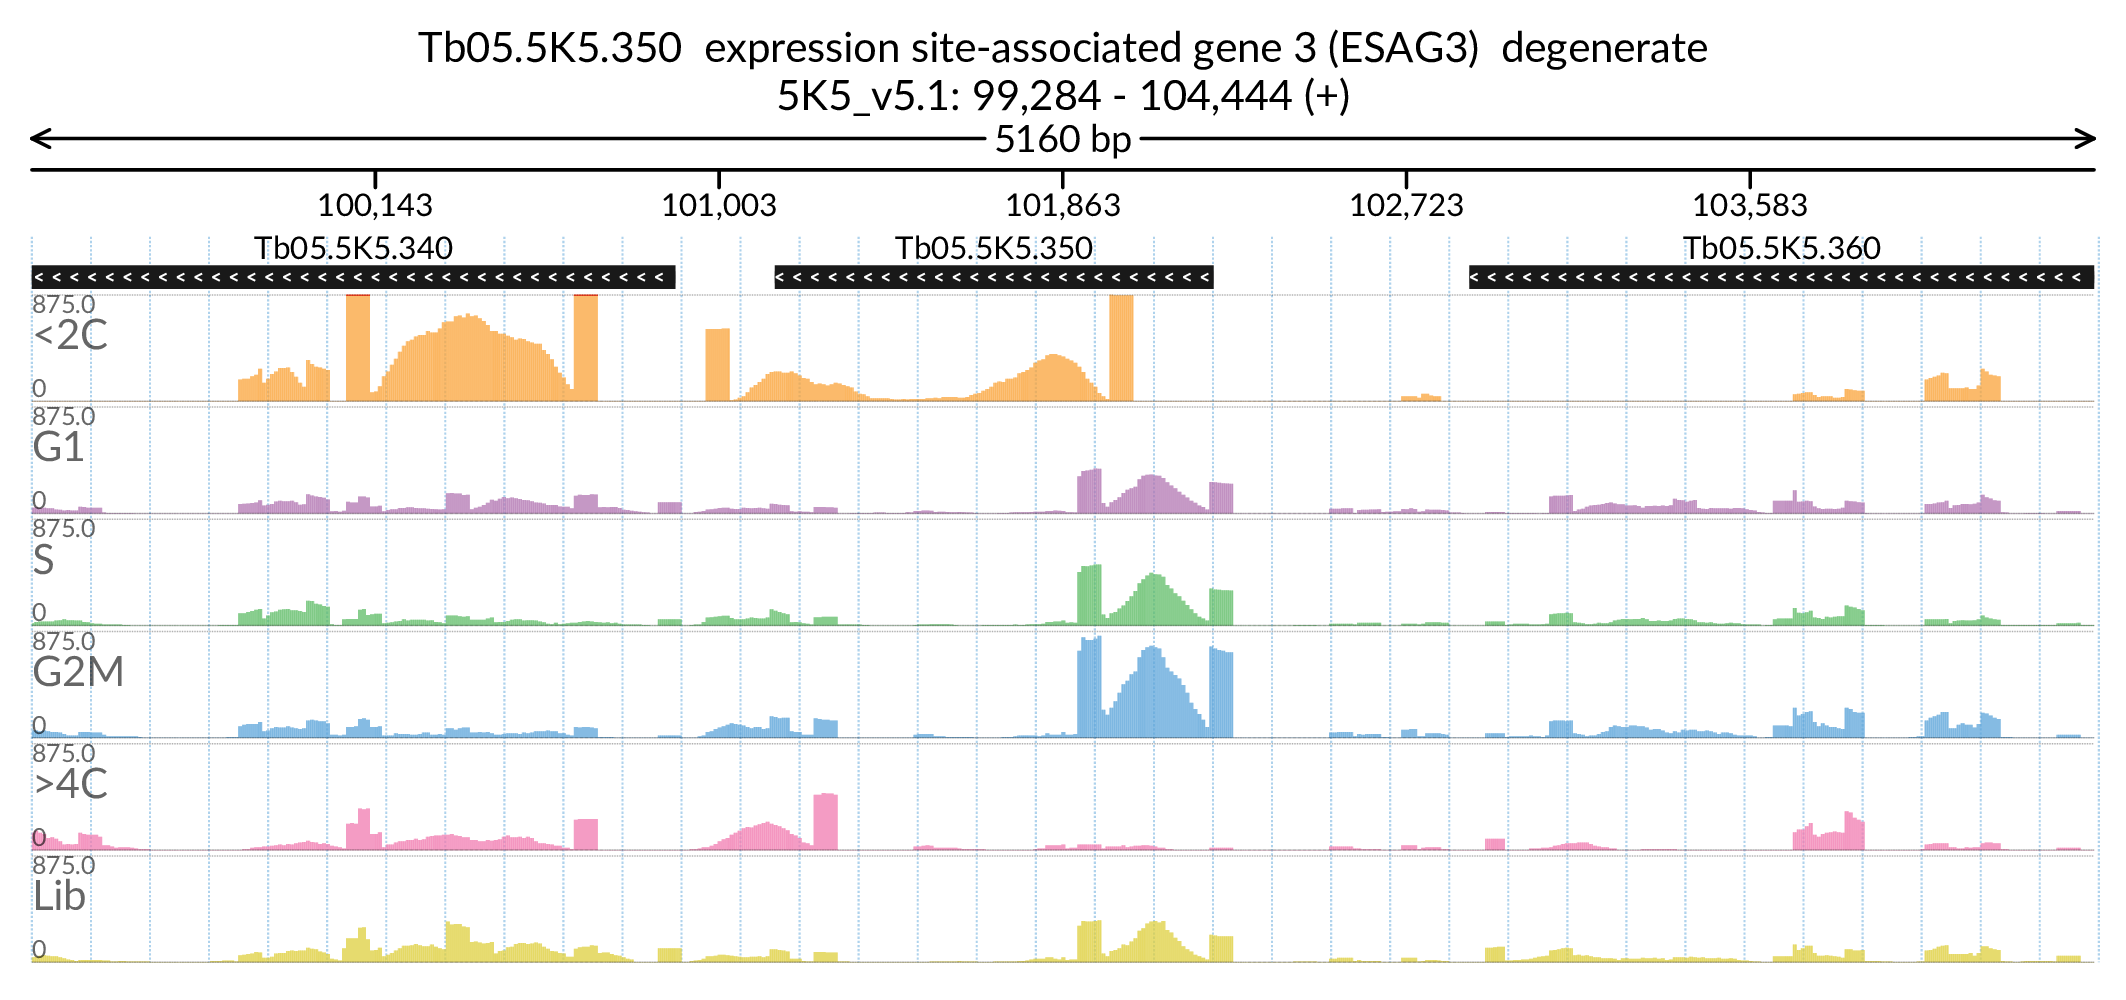 Tb05.5K5.350  expression site-associated gene 3 (ESAG3)  degenerate
5K5_v5.1: 99,284 - 104,444 (+)
5160 bp
100,143 101,003 101,863 102,723 103,583
Tb05.5K5.340 Tb05.5K5.350 Tb05.5K5.360
875.0
<2C
0
875.0
G1
0
875.0
S
0
875.0
G2M
0
875.0
>4C
0
875.0
Lib
0